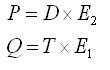 P = D × E₂
Q = T × E₁